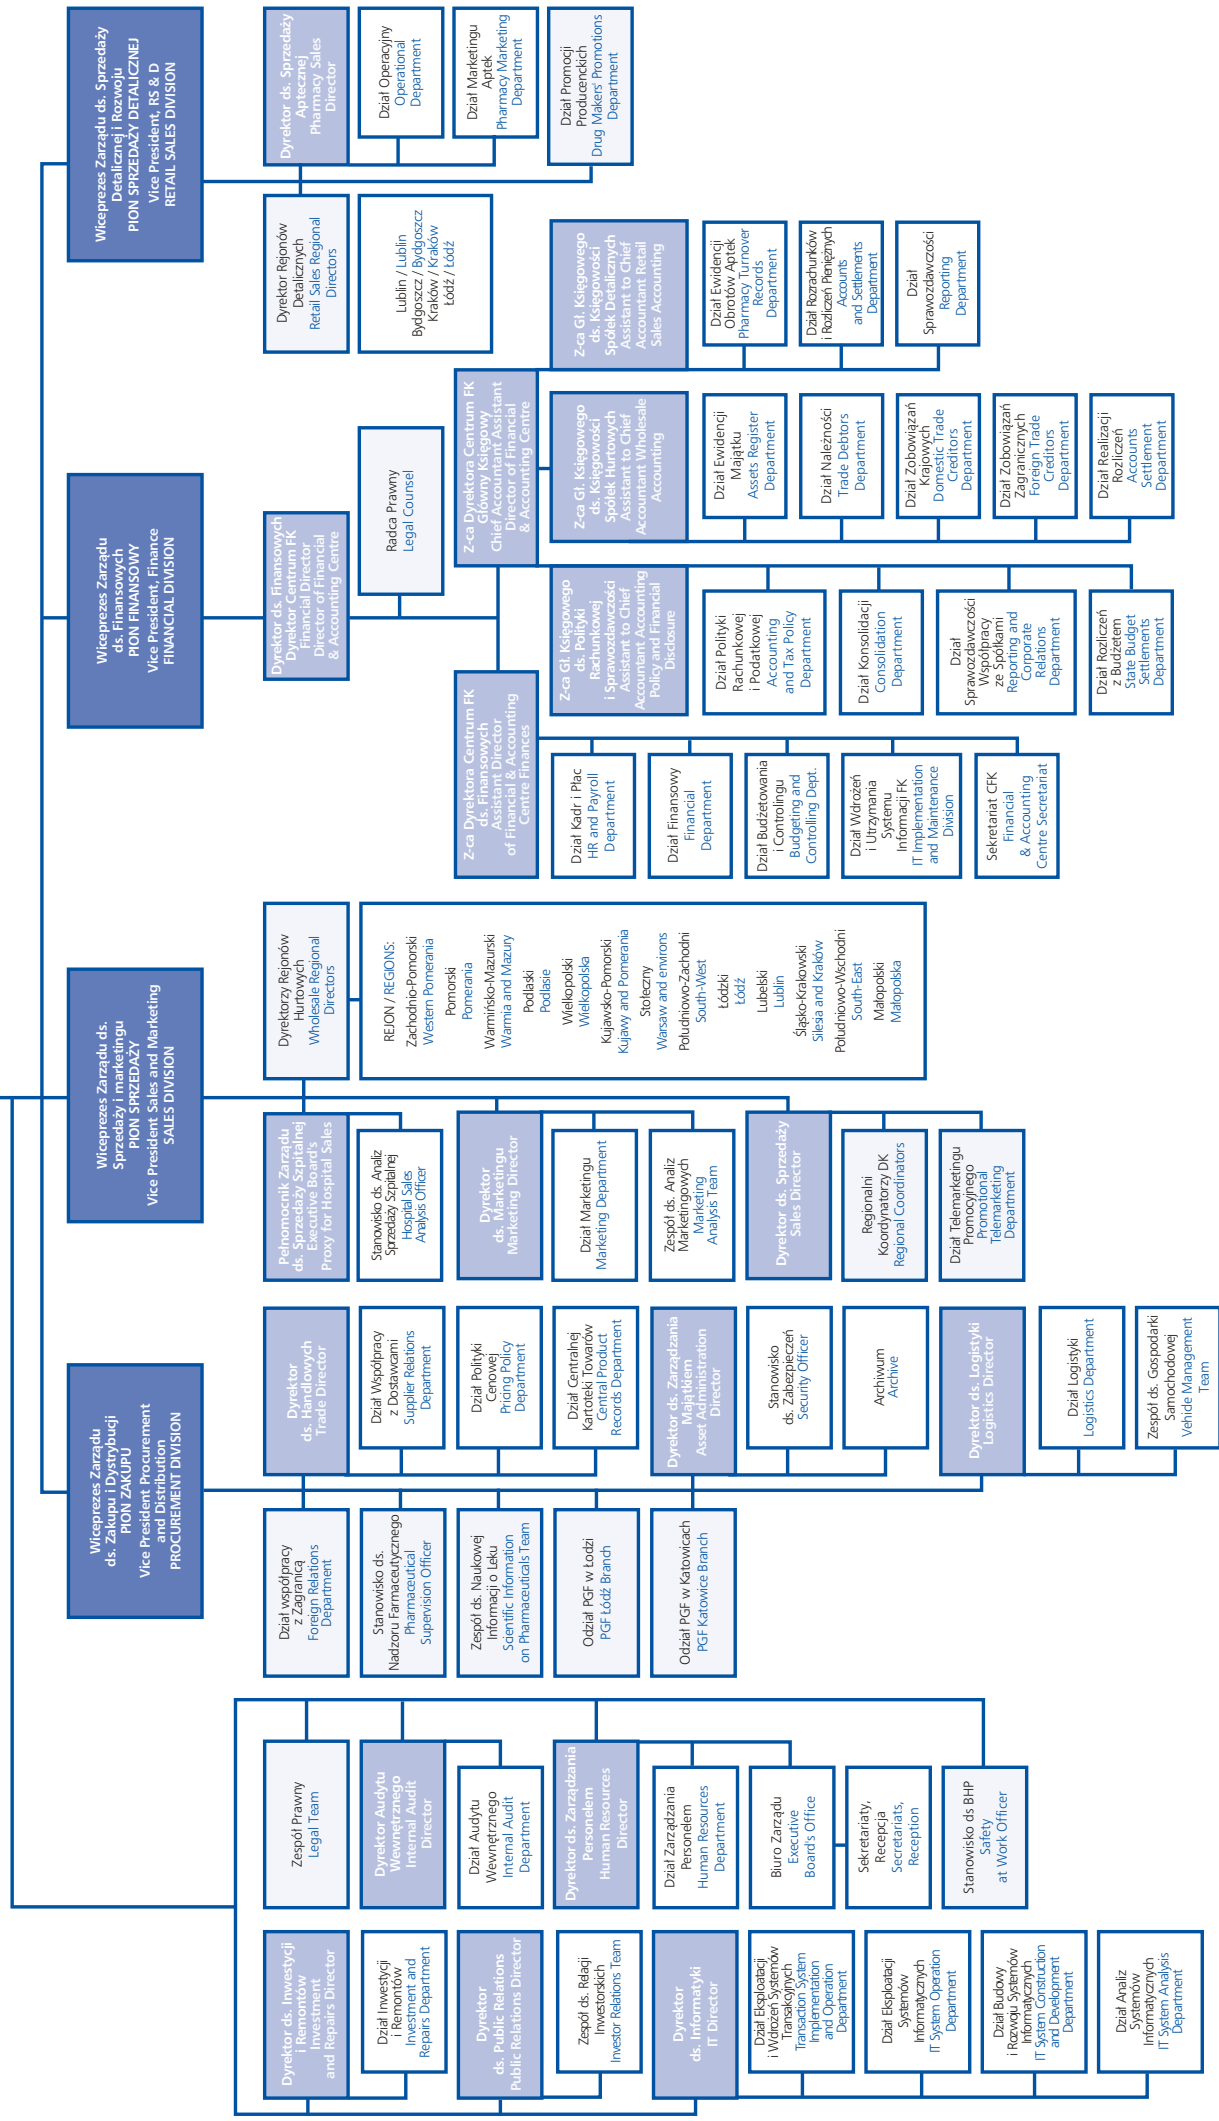 Wiceprezes Zarządu ds. Sprzedaży
Detalicznej i Rozwoju
PION SPRZEDAŻY DETALICZNEJ
Vice President, RS & D
RETAIL SALES DIVISION
Dyrektor ds. Sprzedaży
Aptecznej
Pharmacy Sales
Director
Dział Operacyjny
Operational
Department
Dział Marketingu
Aptek
Pharmacy Marketing
Department
Dział Promocji
Producenckich
Drug Makers' Promotions
Department
Dyrektor Rejonów
Detalicznych
Retail Sales Regional
Directors
Lublin / Lublin
Bydgoszcz / Bydgoszcz
Kraków / Kraków
Łódź / Łódź
Wiceprezes Zarządu
ds. Finansowych
PION FINANSOWY
Vice President, Finance
FINANCIAL DIVISION
Dyrektor ds. Finansowych
Dyrektor Centrum FK
Financial Director
Director of Financial
& Accounting Centre
Radca Prawny
Legal Counsel
Z-ca Dyrektora Centrum FK
Główny Księgowy
Chief Accountant Assistant
Director of Financial
& Accounting Centre
Z-ca Gł. Księgowego
ds. Księgowości
Spółek Detalicznych
Assistant to Chief
Accountant Retail
Sales Accounting
Dział Ewidencji
Obrotów Aptek
Pharmacy Turnover
Records
Department
Dział Rozrachunków
i Rozliczeń Pieniężnych
Accounts
and Settlements
Department
Dział
Sprawozdawczości
Reporting
Department
Z-ca Gł. Księgowego
ds. Księgowości
Spółek Hurtowych
Assistant to Chief
Accountant Wholesale
Accounting
Dział Ewidencji
Majątku
Assets Register
Department
Dział Należności
Trade Debtors
Department
Dział Zobowiązań
Krajowych
Domestic Trade
Creditors
Department
Dział Zobowiązań
Zagranicznych
Foreign Trade
Creditors
Department
Dział Realizacji
Rozliczeń
Accounts
Settlement
Department
Z-ca Gł. Księgowego
ds. Polityki
Rachunkowej
i Sprawozdawczości
Assistant to Chief
Accountant Accounting
Policy and Financial
Disclosure
Dział Polityki
Rachunkowej
i Podatkowej
Accounting
and Tax Policy
Department
Dział Konsolidacji
Consolidation
Department
Dział
Sprawozdawczości
Współpracy
ze Spółkami
Reporting and
Corporate
Relations
Department
Dział Rozliczeń
z Budżetem
State Budget
Settlements
Department
Z-ca Dyrektora Centrum FK
ds. Finansowych
Assistant Director
of Financial & Accounting
Centre Finances
Dział Kadr i Płac
HR and Payroll
Department
Dział Finansowy
Financial
Department
Dział Budżetowania
i Controlingu
Budgeting and
Controlling Dept.
Dział Wdrożeń
i Utrzymania
Systemu
Informacji FK
IT Implementation
and Maintenance
Division
Sekretariat CFK
Financial
& Accounting
Centre Secretariat
Wiceprezes Zarządu ds.
Sprzedaży i marketingu
PION SPRZEDAŻY
Vice President Sales and Marketing
SALES DIVISION
Dyrektorzy Rejonów
Hurtowych
Wholesale Regional
Directors
REJON / REGIONS:
Zachodnio-Pomorski
Western Pomerania
Pomorski
Pomerania
Warmińsko-Mazurski
Warmia and Mazury
Podlaski
Podlasie
Wielkopolski
Wielkopolska
Kujawsko-Pomorski
Kujawy and Pomerania
Stołeczny
Warsaw and environs
Południowo-Zachodni
South-West
Łódzki
Łódź
Lubelski
Lublin
Śląsko-Krakowski
Silesia and Kraków
Południowo-Wschodni
South-East
Małopolski
Małopolska
Pełnomocnik Zarządu
ds. Sprzedaży Szpitalnej
Executive Board's
Proxy for Hospital Sales
Stanowisko ds. Analiz
Sprzedaży Szpitalnej
Hospital Sales
Analysis Officer
Dyrektor
ds. Marketingu
Marketing Director
Dział Marketingu
Marketing Department
Zespół ds. Analiz
Marketingowych
Marketing
Analysis Team
Dyrektor ds. Sprzedaży
Sales Director
Regionalni
Koordynatorzy DK
Regional Coordinators
Dział Telemarketingu
Promocyjnego
Promotional
Telemarketing
Department
Wiceprezes Zarządu
ds. Zakupu i Dystrybucji
PION ZAKUPU
Vice President Procurement
and Distribution
PROCUREMENT DIVISION
Dyrektor
ds. Handlowych
Trade Director
Dział Współpracy
z Dostawcami
Supplier Relations
Department
Dział Polityki
Cenowej
Pricing Policy
Department
Dział Centralnej
Kartoteki Towarów
Central Product
Records Department
Dyrektor ds. Zarządzania
Majątkiem
Asset Administration
Director
Stanowisko
ds. Zabezpieczeń
Security Officer
Archiwum
Archive
Dyrektor ds. Logistyki
Logistics Director
Dział Logistyki
Logistics Department
Zespół ds. Gospodarki
Samochodowej
Vehicle Management
Team
Dział współpracy
z Zagranicą
Foreign Relations
Department
Stanowisko ds.
Nadzoru Farmaceutycznego
Pharmaceutical
Supervision Officer
Zespół ds. Naukowej
Informacji o Leku
Scientific Information
on Pharmaceuticals Team
Odział PGF w Łodzi
PGF Łódź Branch
Odział PGF w Katowicach
PGF Katowice Branch
Zespół Prawny
Legal Team
Dyrektor Audytu
Wewnętrznego
Internal Audit
Director
Dział Audytu
Wewnętrznego
Internal Audit
Department
Dyrektor ds. Zarządzania
Personelem
Human Resources
Director
Dział Zarządzania
Personelem
Human Resources
Department
Biuro Zarządu
Executive
Board's Office
Sekretariaty,
Recepcja
Secretariats,
Reception
Stanowisko ds BHP
Safety
at Work Officer
Dyrektor ds. Inwestycji
i Remontów
Investment
and Repairs Director
Dział Inwestycji
i Remontów
Investment and
Repairs Department
Dyrektor
ds. Public Relations
Public Relations Director
Zespół ds. Relacji
Inwestorskich
Investor Relations Team
Dyrektor
ds. Informatyki
IT Director
Dział Eksploatacji
i Wdrożeń Systemów
Transakcyjnych
Transaction System
Implementation
and Operation
Department
Dział Eksploatacji
Systemów
Informatycznych
IT System Operation
Department
Dział Budowy
i Rozwoju Systemów
Informatycznych
IT System Construction
and Development
Department
Dział Analiz
Systemów
Informatycznych
IT System Analysis
Department